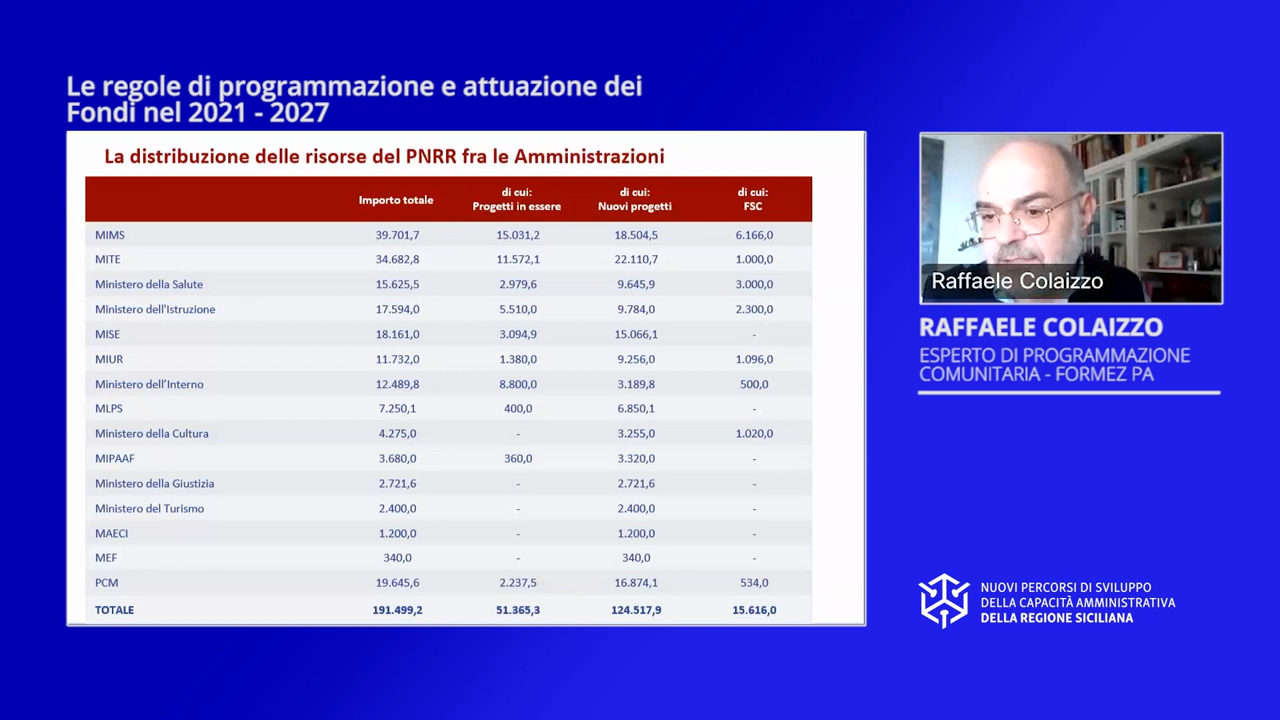 Le regole di programmazione e attuazione dei
Fondi nel 2021 - 2027
La distribuzione delle risorse del PNRR fra le Amministrazioni
Importo totale di cui: Progetti in essere di cui: Nuovi progetti di cui: FSC
MIMS 39.701,7 15.031,2 18.504,5 6.166,0
MITE 34.682,8 11.572,1 22.110,7 1.000,0
Ministero della Salute 15.625,5 2.979,6 9.645,9 3.000,0
Ministero dell'Istruzione 17.594,0 5.510,0 9.784,0 2.300,0
MISE 18.161,0 3.094,9 15.066,1 -
MIUR 11.732,0 1.380,0 9.256,0 1.096,0
Ministero dell’Interno 12.489,8 8.800,0 3.189,8 500,0
MLPS 7.250,1 400,0 6.850,1 -
Ministero della Cultura 4.275,0 - 3.255,0 1.020,0
MIPAAF 3.680,0 360,0 3.320,0 -
Ministero della Giustizia 2.721,6 - 2.721,6 -
Ministero del Turismo 2.400,0 - 2.400,0 -
MAECI 1.200,0 - 1.200,0 -
MEF 340,0 - 340,0 -
PCM 19.645,6 2.237,5 16.874,1 534,0
TOTALE 191.499,2 51.365,3 124.517,9 15.616,0
Raffaele Colaizzo
RAFFAELE COLAIZZO
ESPERTO DI PROGRAMMAZIONE
COMUNITARIA - FORMEZ PA
NUOVI PERCORSI DI SVILUPPO
DELLA CAPACITÀ AMMINISTRATIVA
DELLA REGIONE SICILIANA